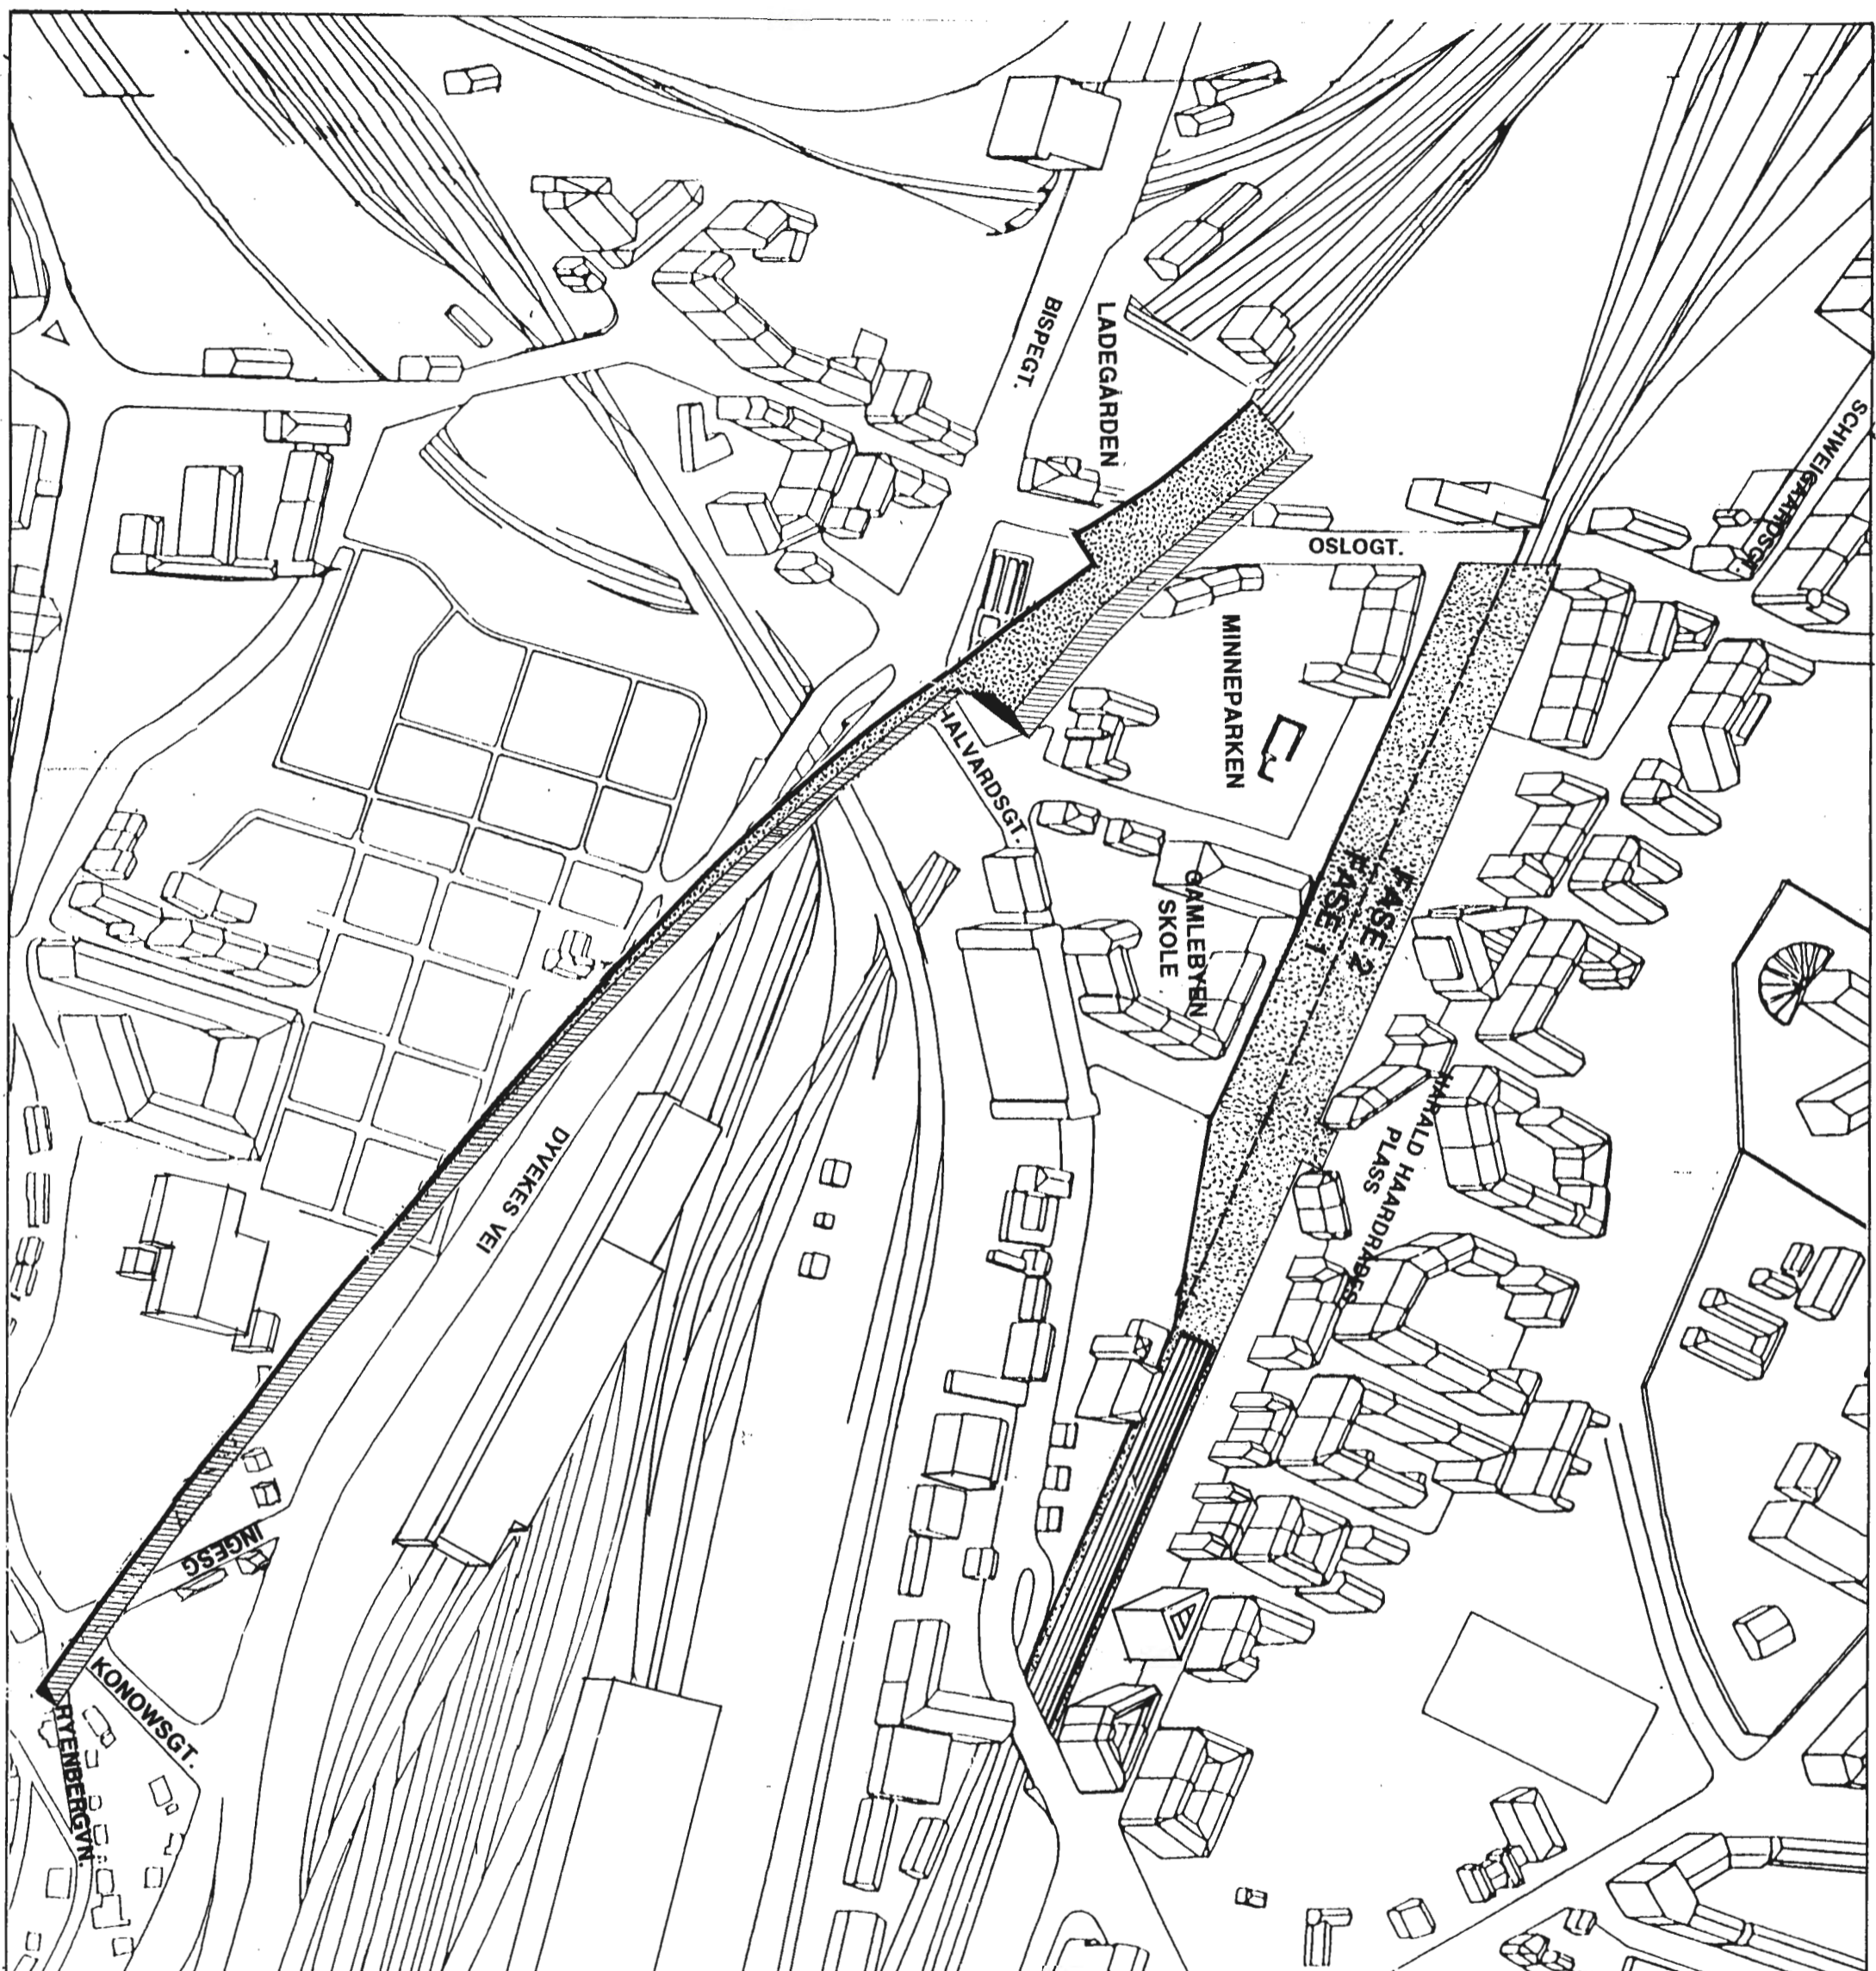 BISPEGT.
LADEGÅRDEN
SCHWEIGAARDSGT.
OSLOGT.
MINNEPARKEN
HALVARDSGT.
GAMLEBYEN
SKOLE
FASE 2
FASE 1
HARALD HAARDRAADES
PLASS
DYVEKES VEI
INGESG
KONOWSGT.
RYENBERGVN.